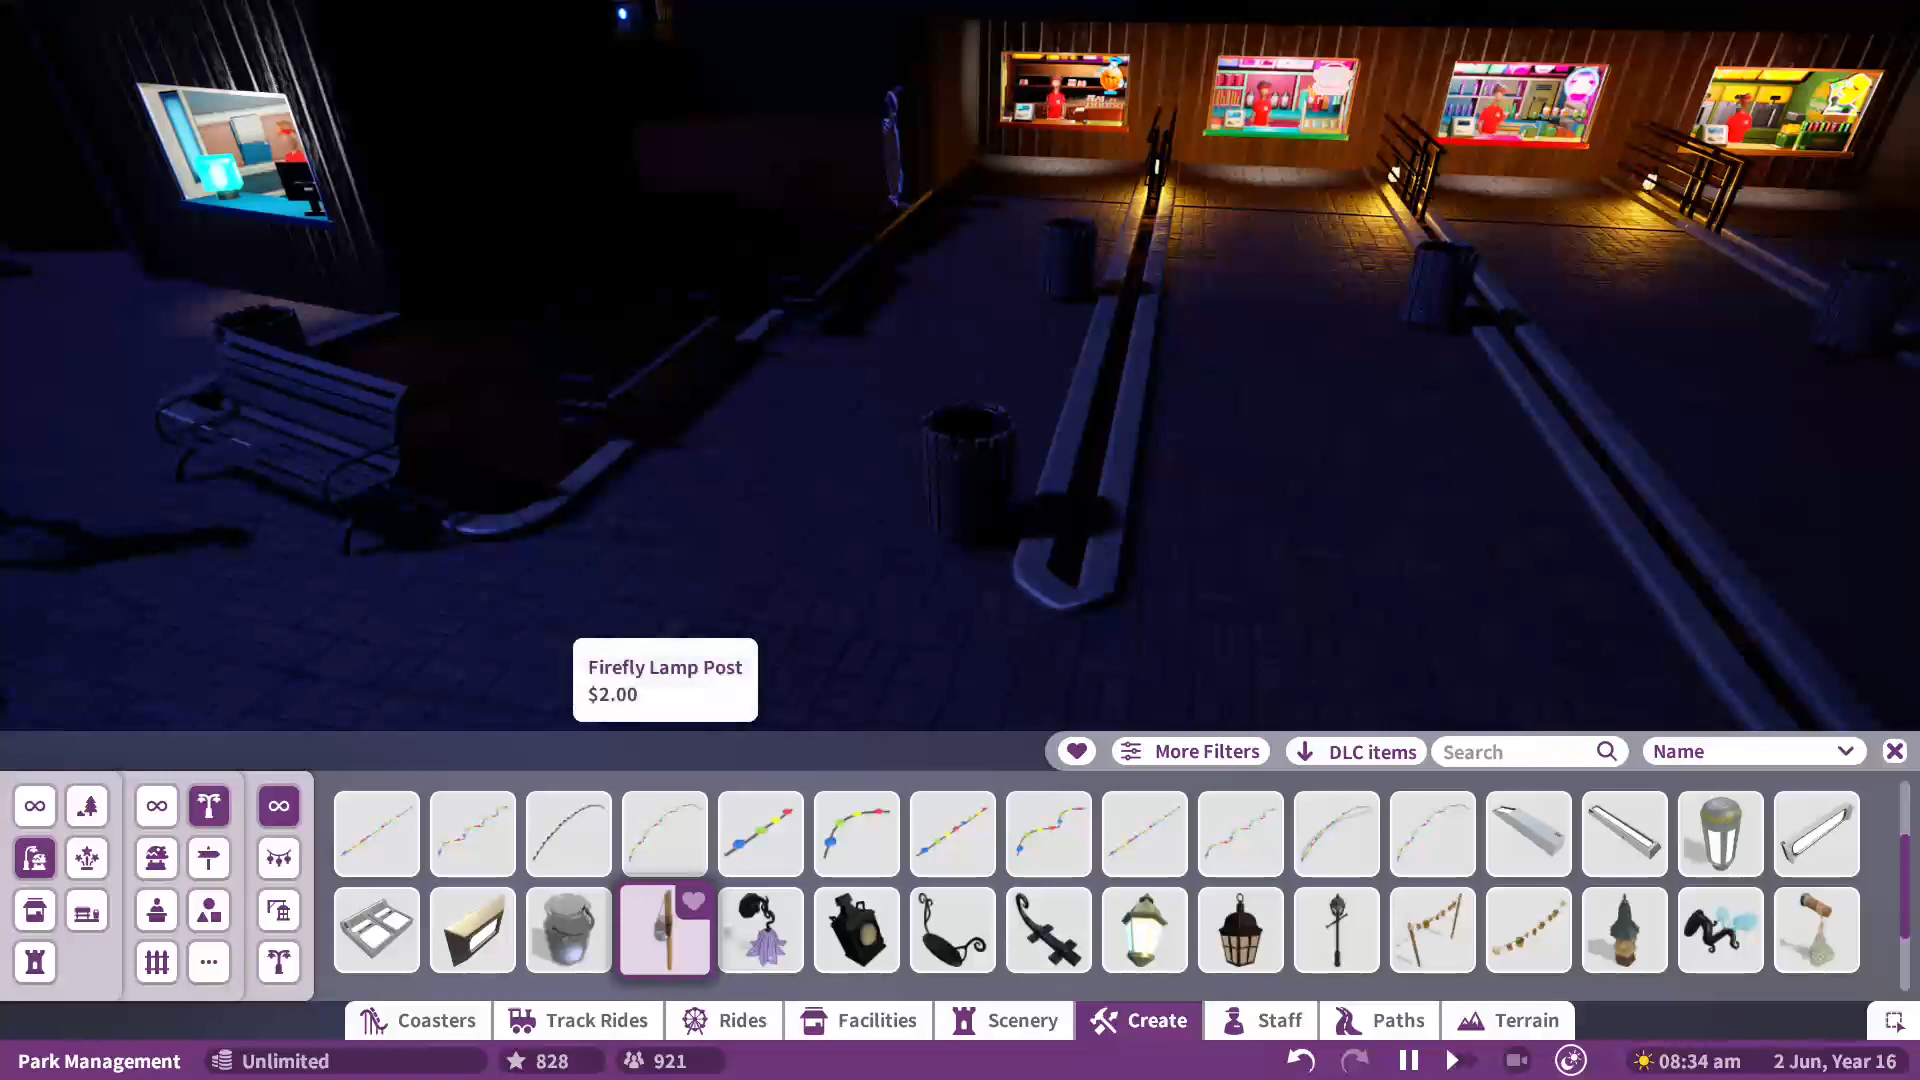 Firefly Lamp Post
$2.00
More Filters
DLC items
Search
Name
Coasters
Track Rides
Rides
Facilities
Scenery
Create
Staff
Paths
Terrain
Park Management
Unlimited
828
921
08:34 am
2 Jun, Year 16